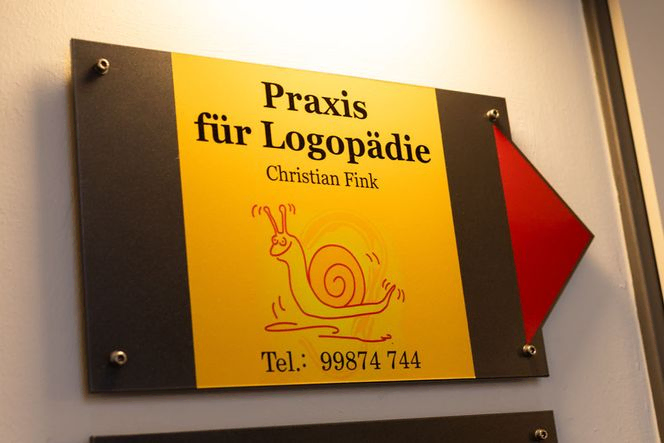 Praxis
für Logopädie
Christian Fink
Tel.: 99874 744